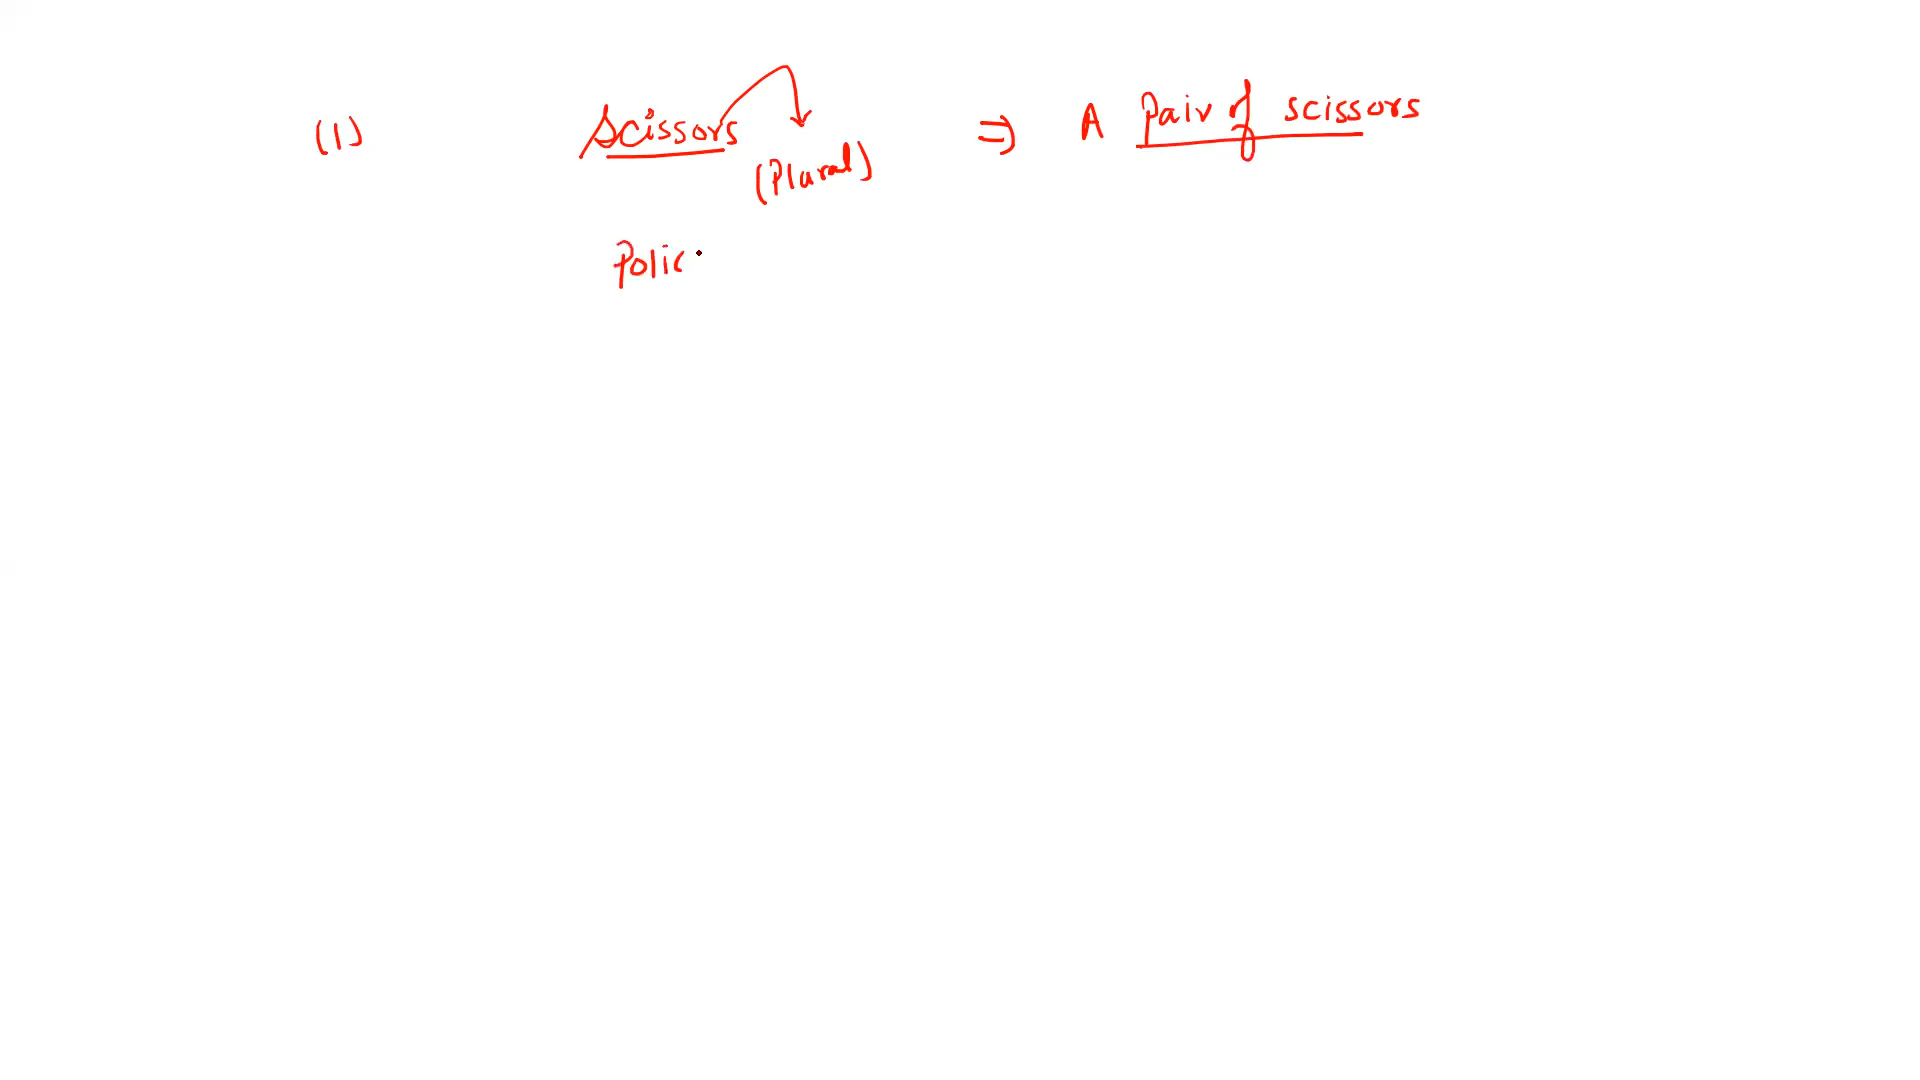 (1) Scissors ⇒ A Pair of scissors
(Plural)
Polic